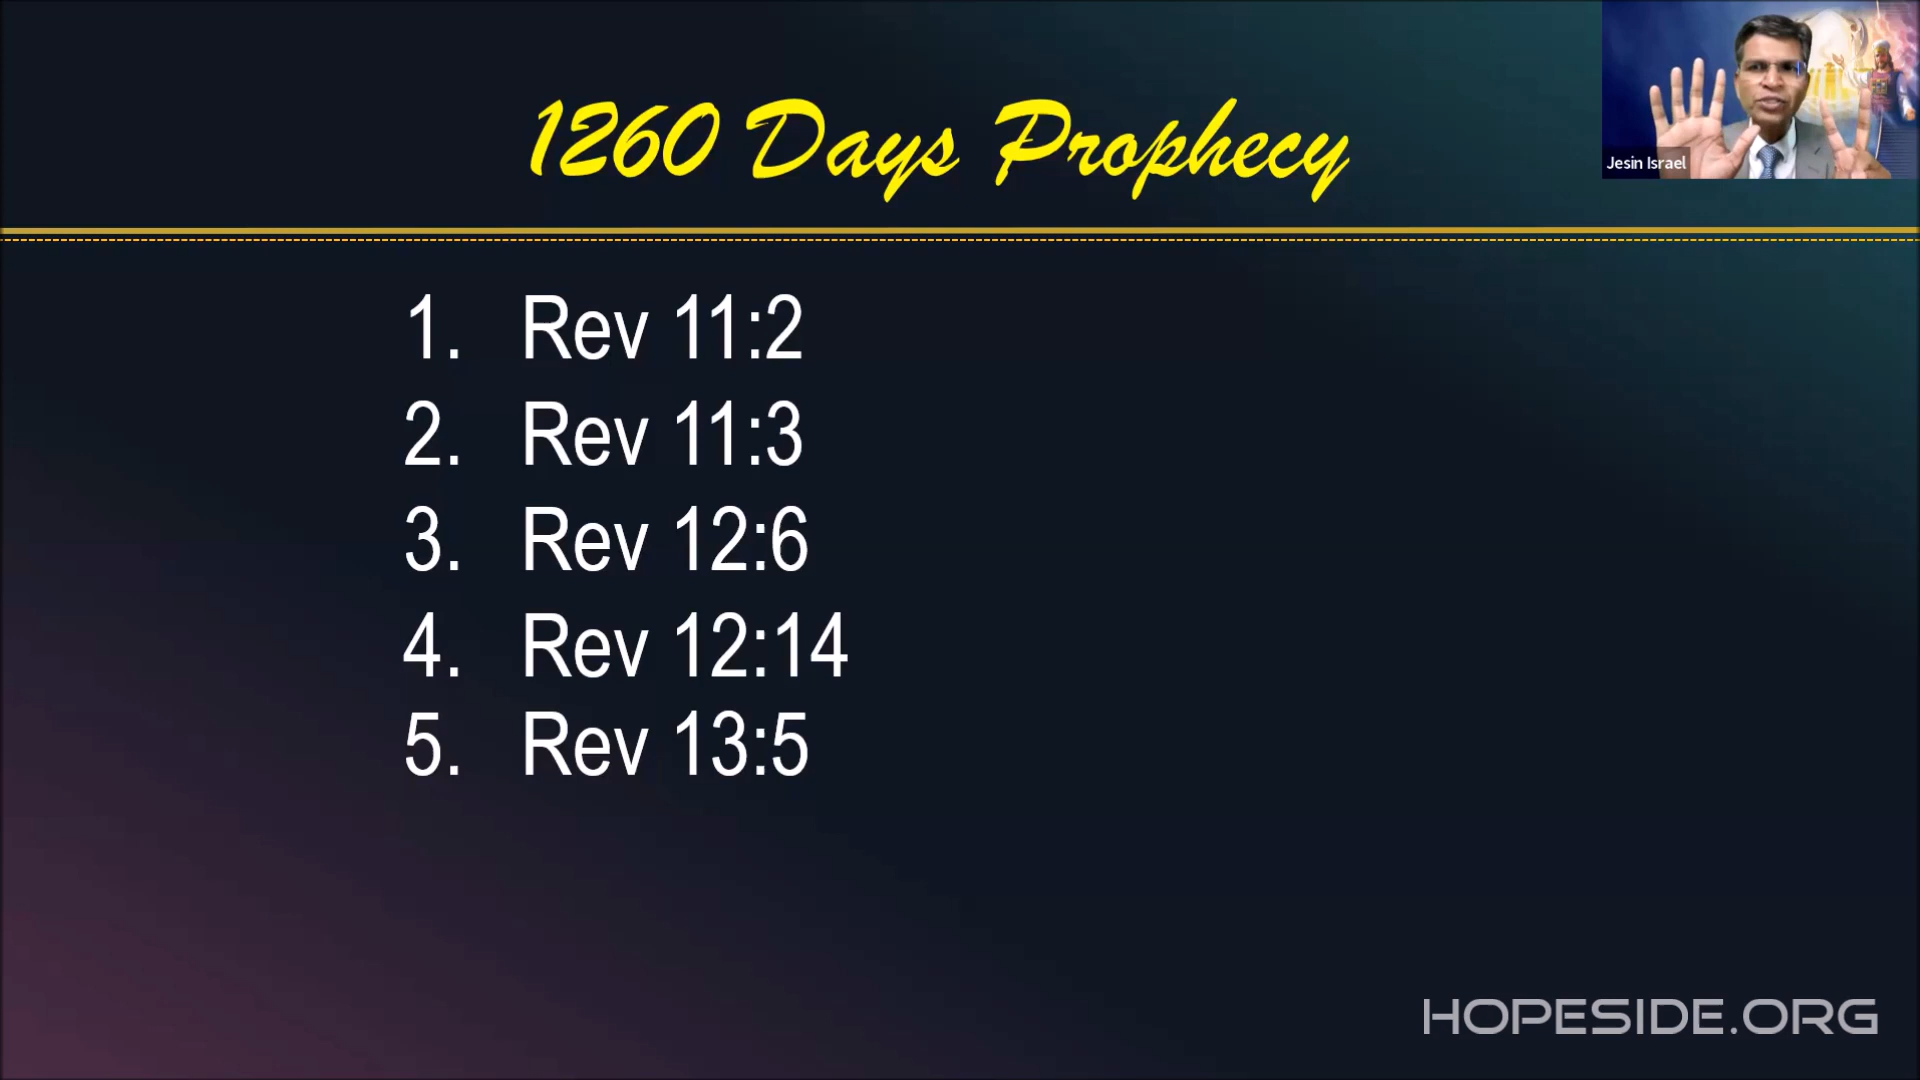 1260 Days Prophecy
Jesin Israel
1. Rev 11:2
2. Rev 11:3
3. Rev 12:6
4. Rev 12:14
5. Rev 13:5
HOPESIDE.ORG